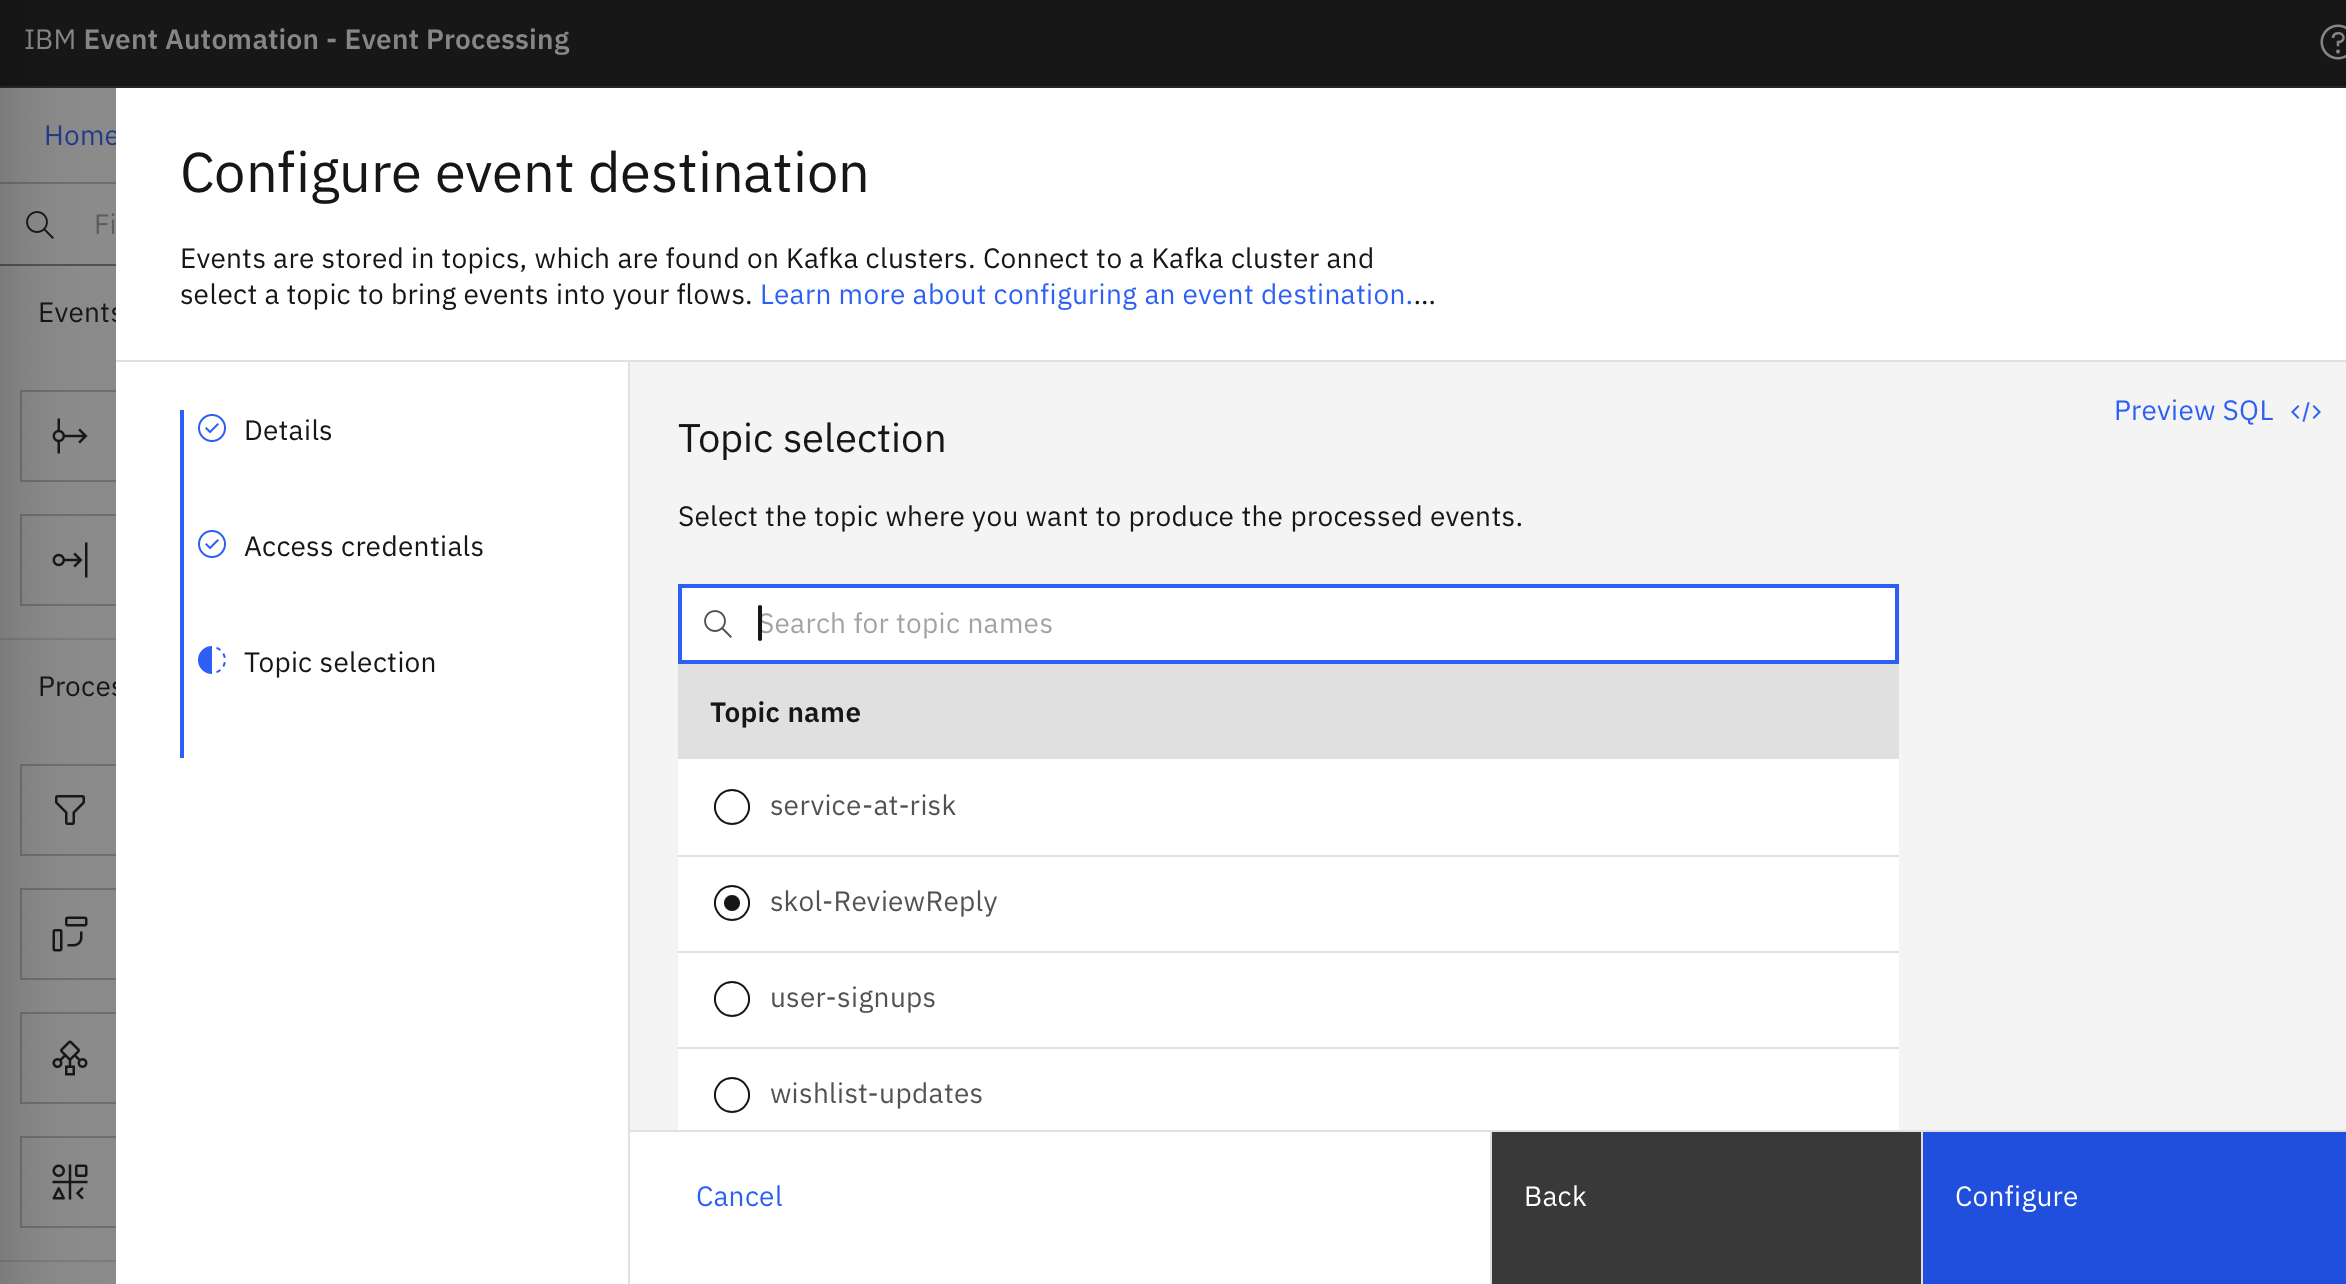 IBM Event Automation - Event Processing
Home
Fi
Configure event destination
Events are stored in topics, which are found on Kafka clusters. Connect to a Kafka cluster and
select a topic to bring events into your flows. Learn more about configuring an event destination....
Events
Details
Access credentials
Topic selection
Proces
Preview SQL </>
Topic selection
Select the topic where you want to produce the processed events.
Search for topic names
Topic name
service-at-risk
skol-ReviewReply
user-signups
wishlist-updates
Cancel
Back
Configure